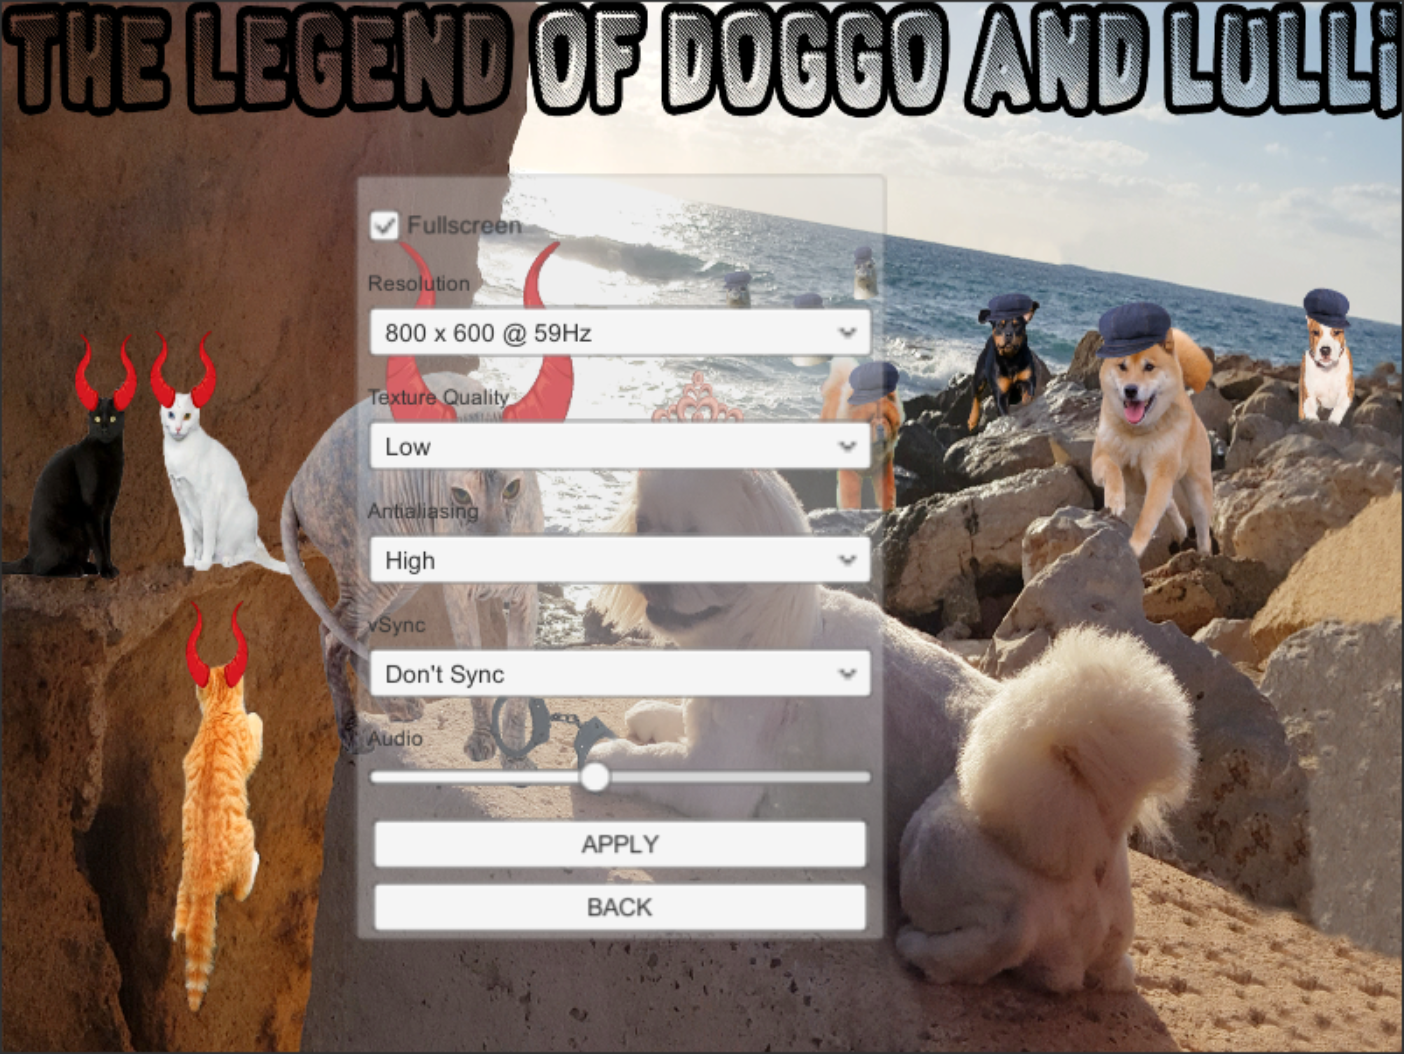 THE LEGEND OF DOGGO AND LULLi
Fullscreen
Resolution
800 x 600 @ 59Hz
Texture Quality
Low
Antialiasing
High
vSync
Don't Sync
Audio
APPLY
BACK